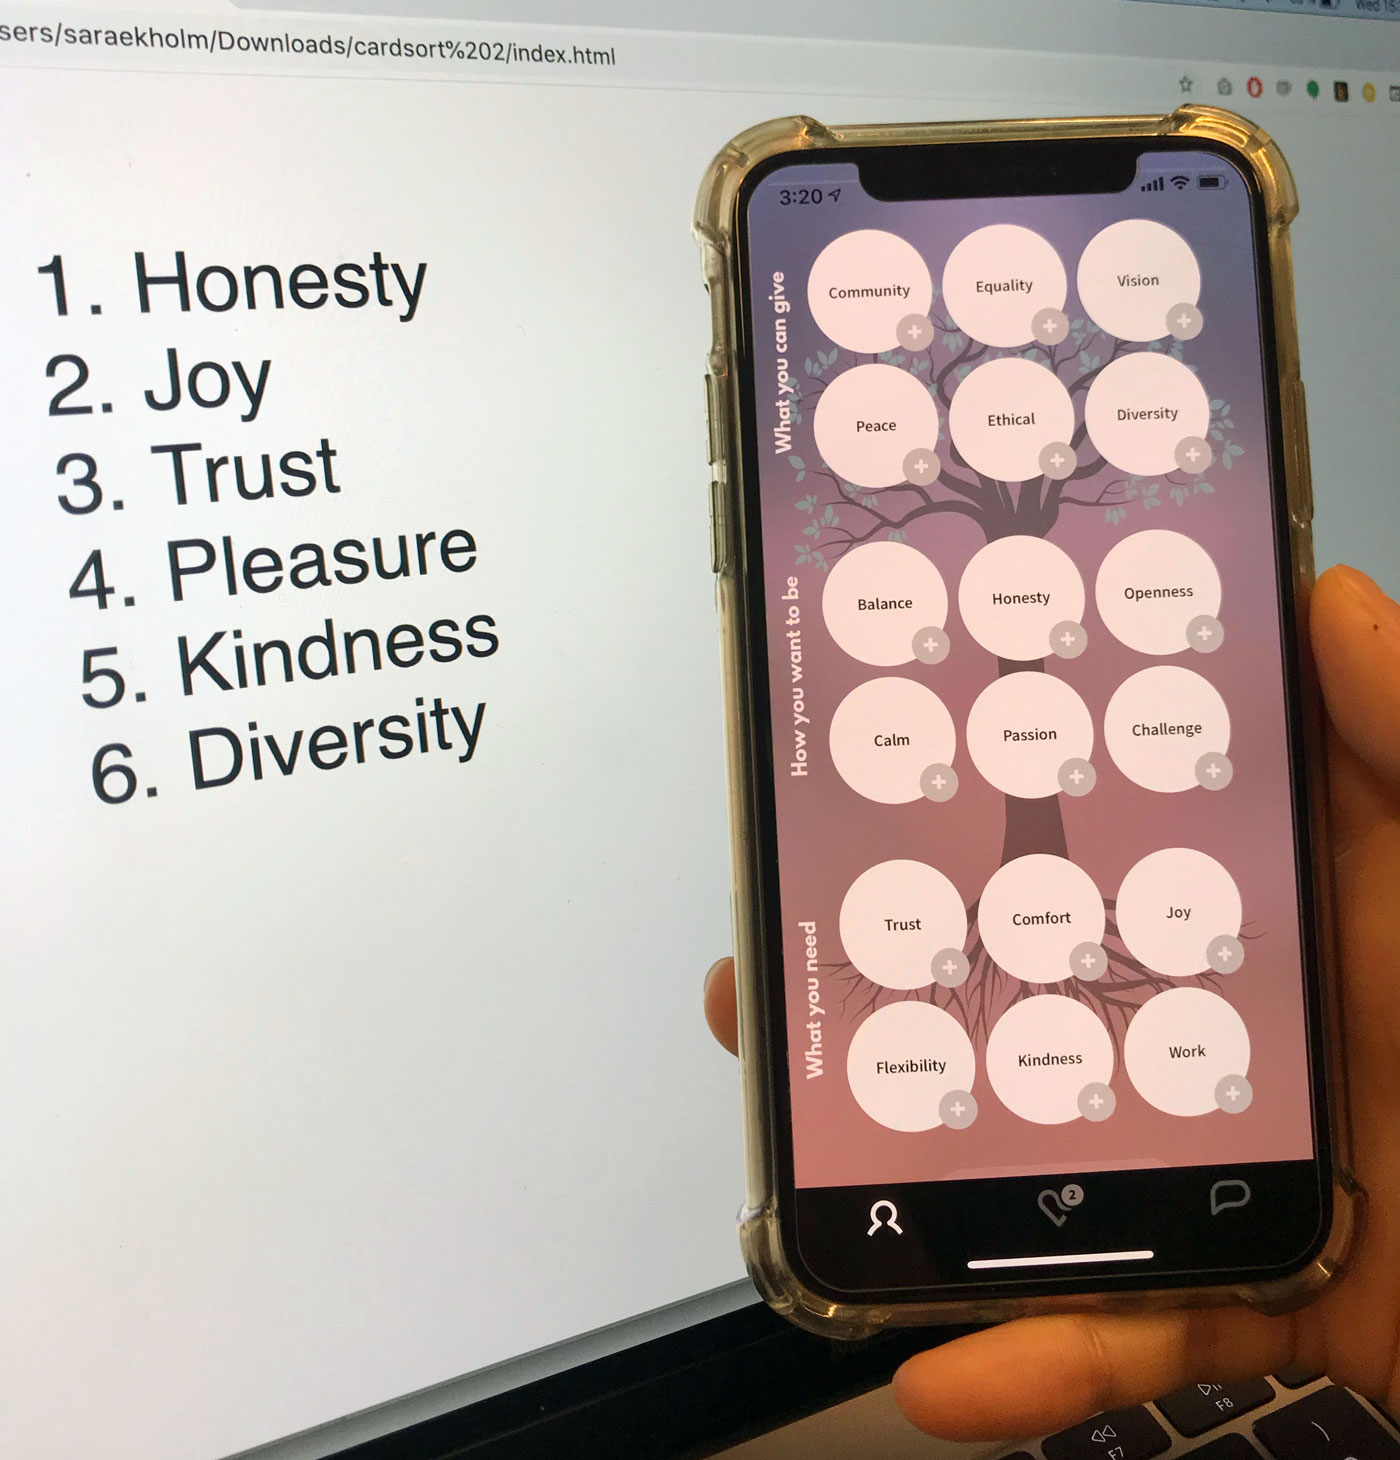 sers/saraekholm/Downloads/cardsort%202/index.html
1. Honesty
2. Joy
3. Trust
4. Pleasure
5. Kindness
6. Diversity
3:20
What you can give
Community Equality Vision
Peace Ethical Diversity
How you want to be
Balance Honesty Openness
Calm Passion Challenge
What you need
Trust Comfort Joy
Flexibility Kindness Work
2
F7
F8